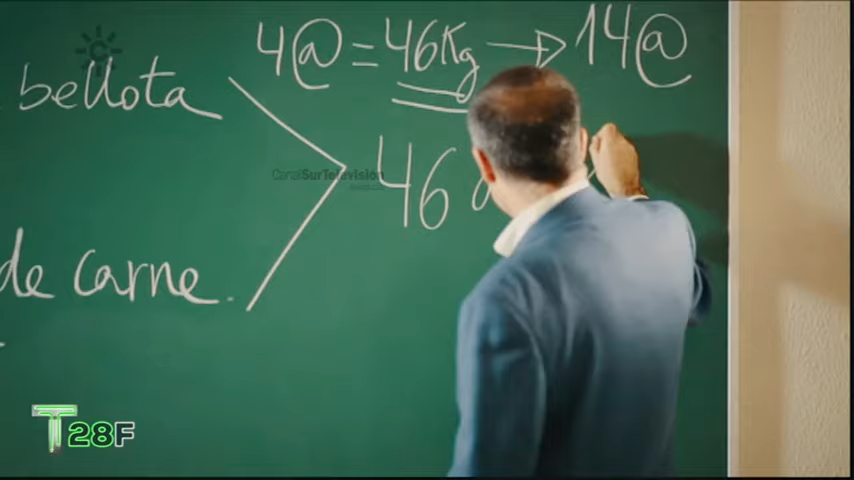 4@ = 46Kg → 14@
bellota
CanalSurTelevisión
46
de carne.
T28F